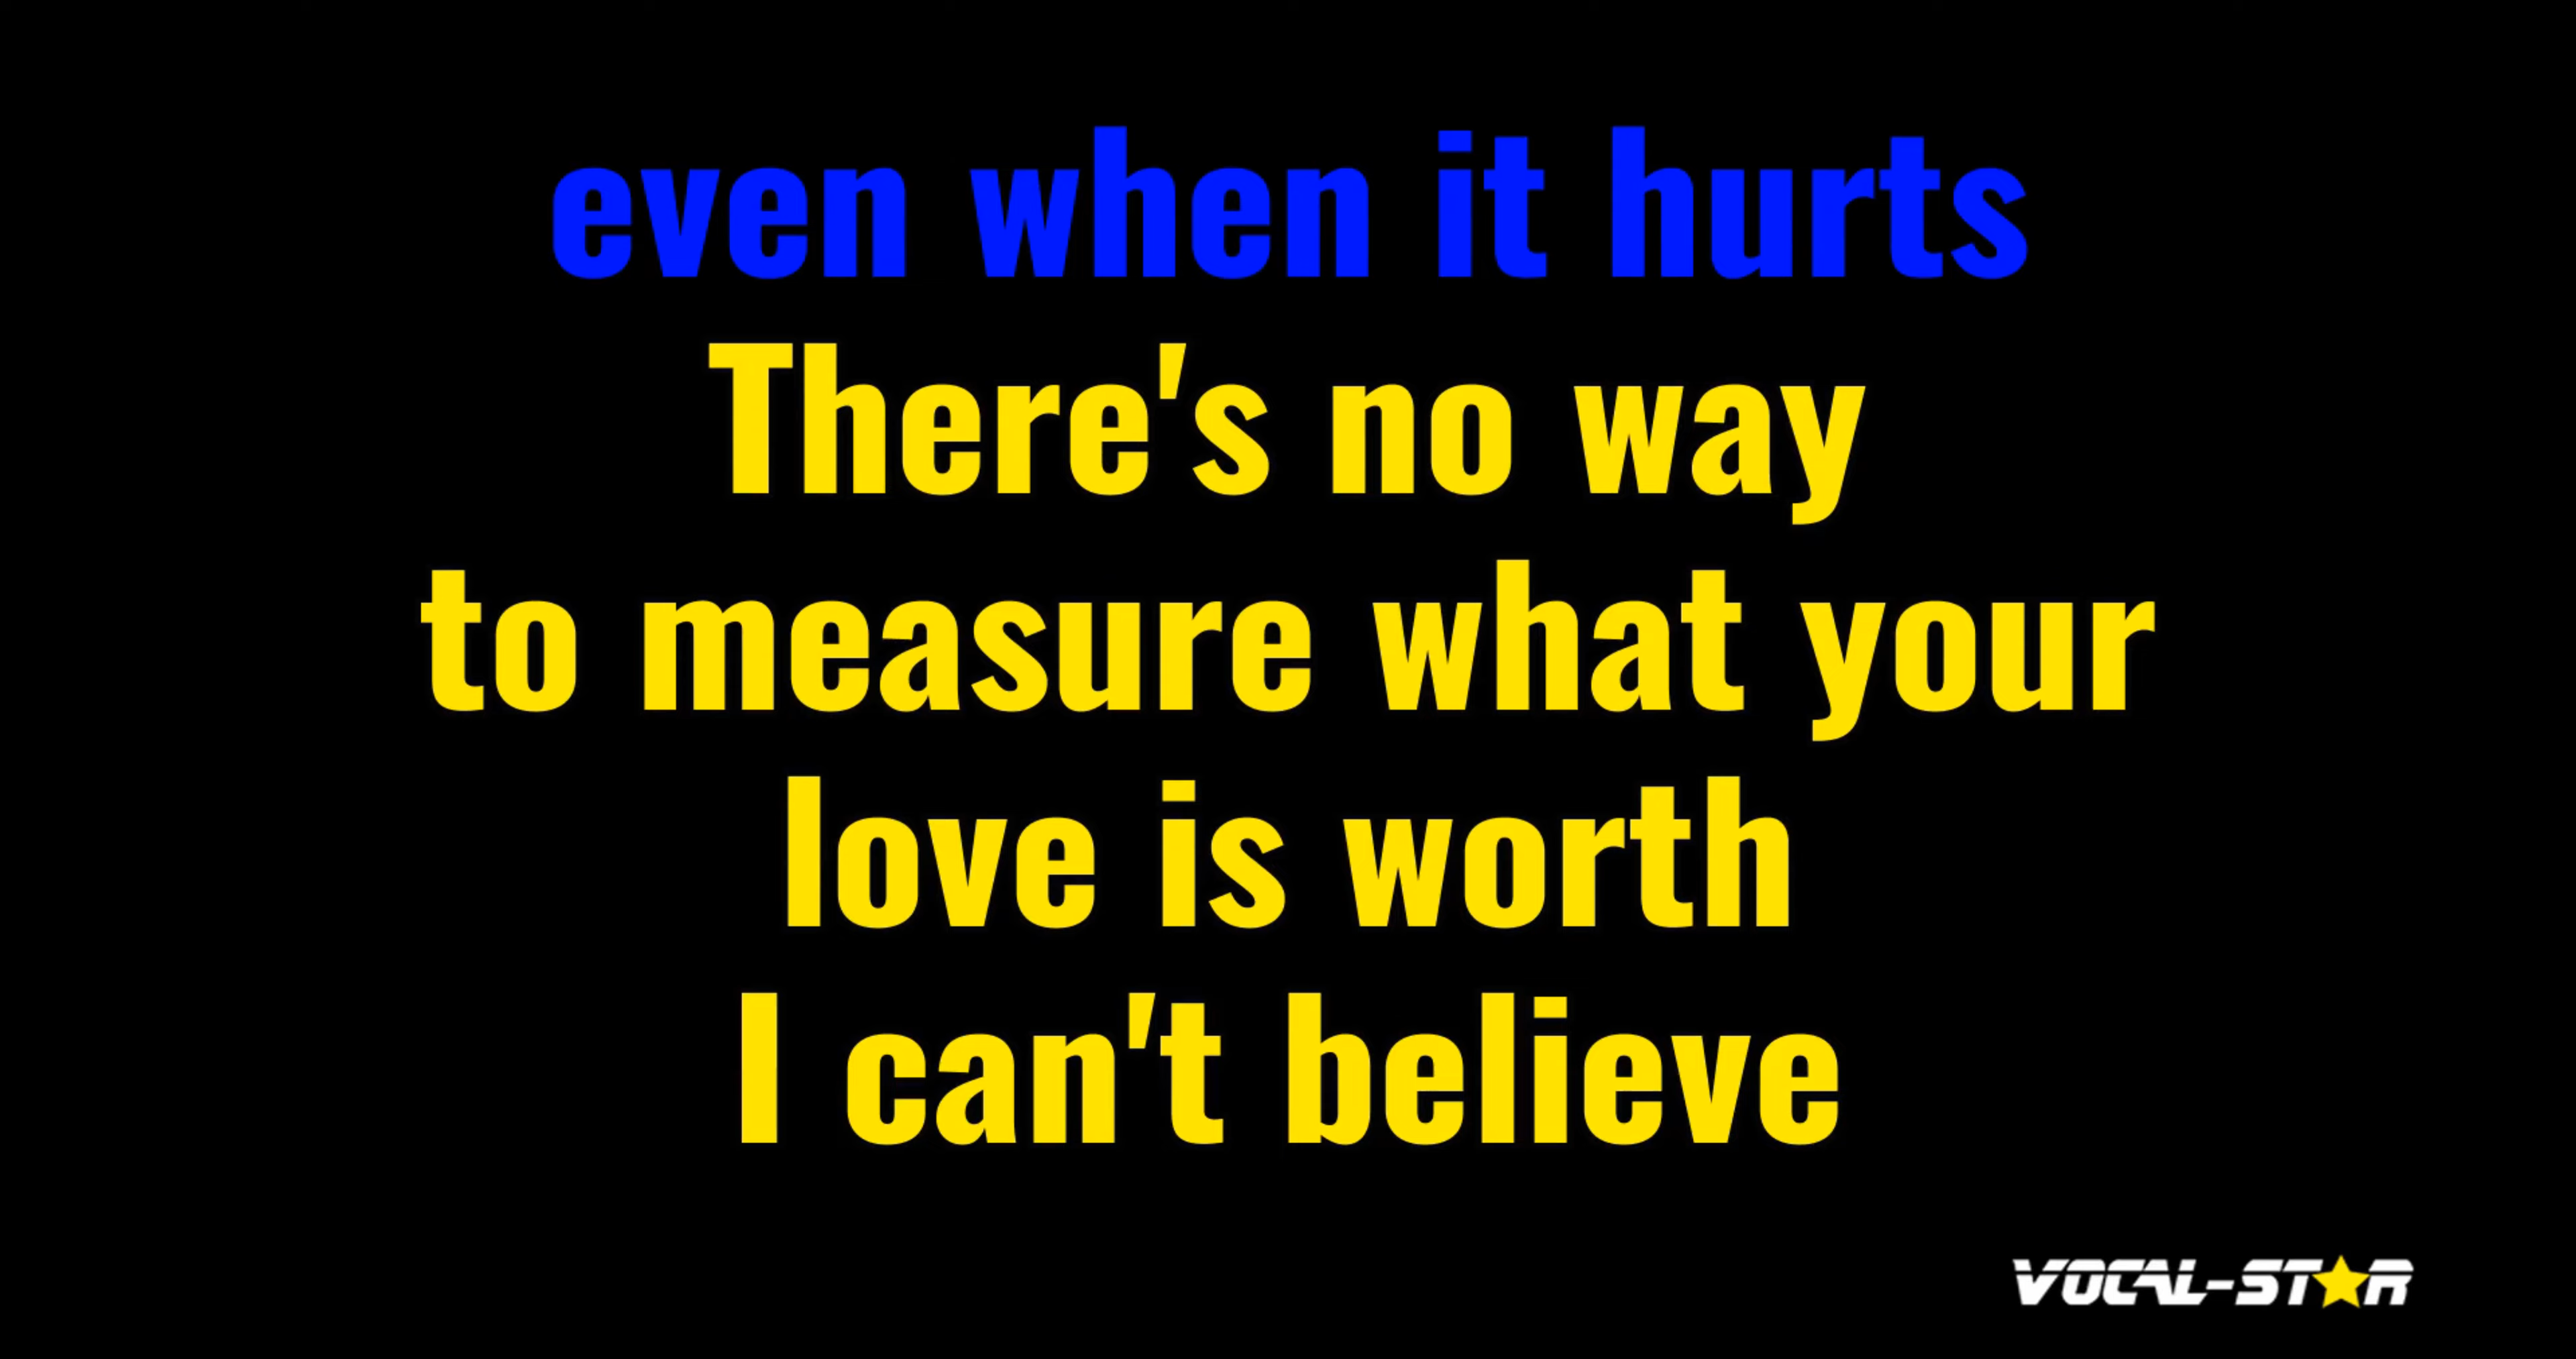 even when it hurts
There's no way
to measure what your
love is worth
I can't believe
VOCAL-STAR